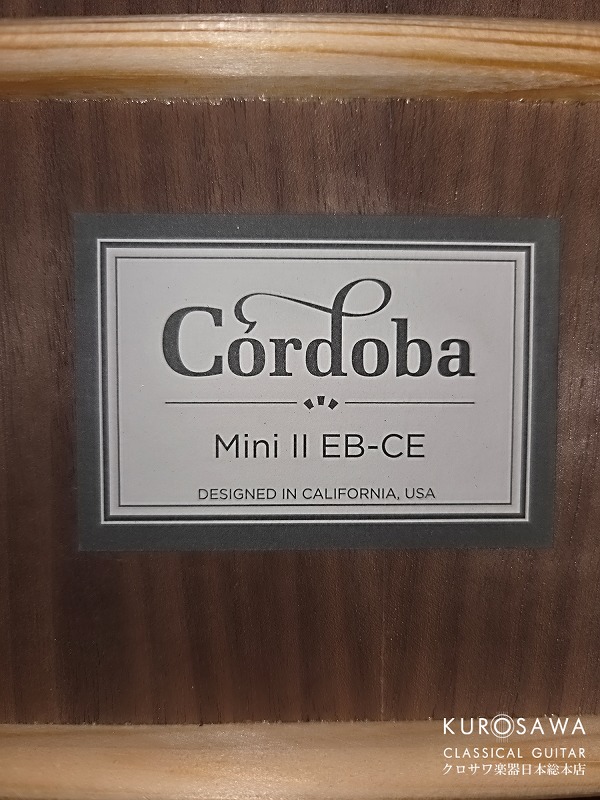 Córdoba
Mini II EB-CE
DESIGNED IN CALIFORNIA, USA
KUROSAWA
CLASSICAL GUITAR
クロサワ楽器日本総本店